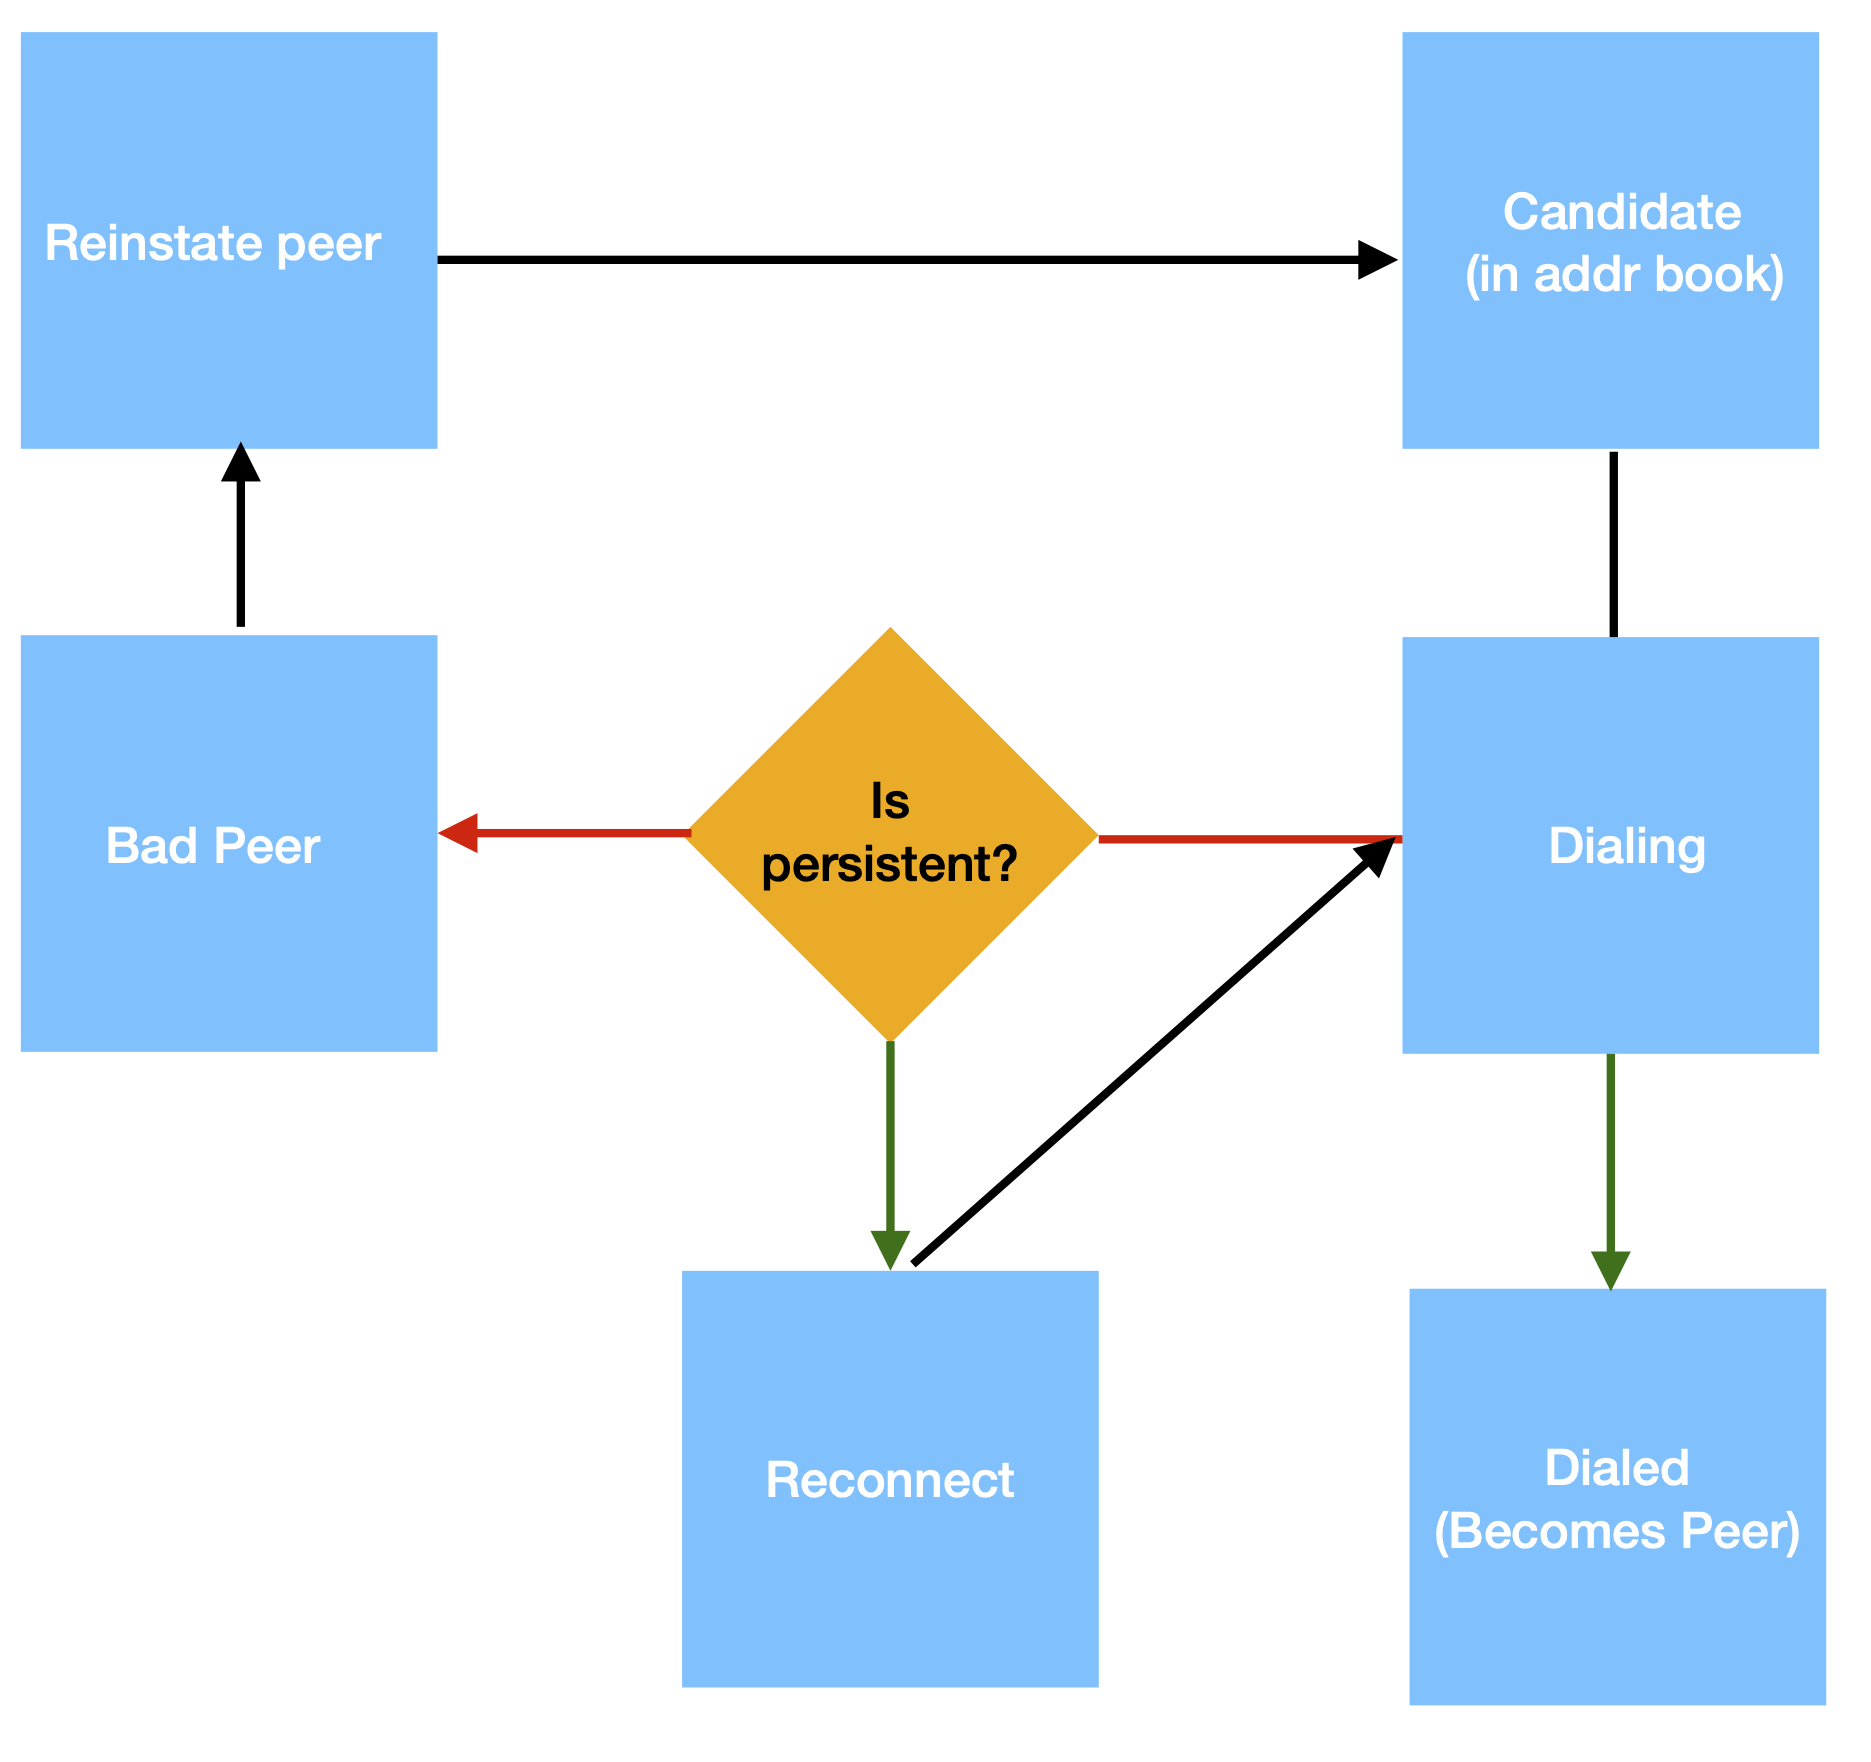 Reinstate peer
Candidate
(in addr book)
Bad Peer
Is
persistent?
Dialing
Reconnect
Dialed
(Becomes Peer)